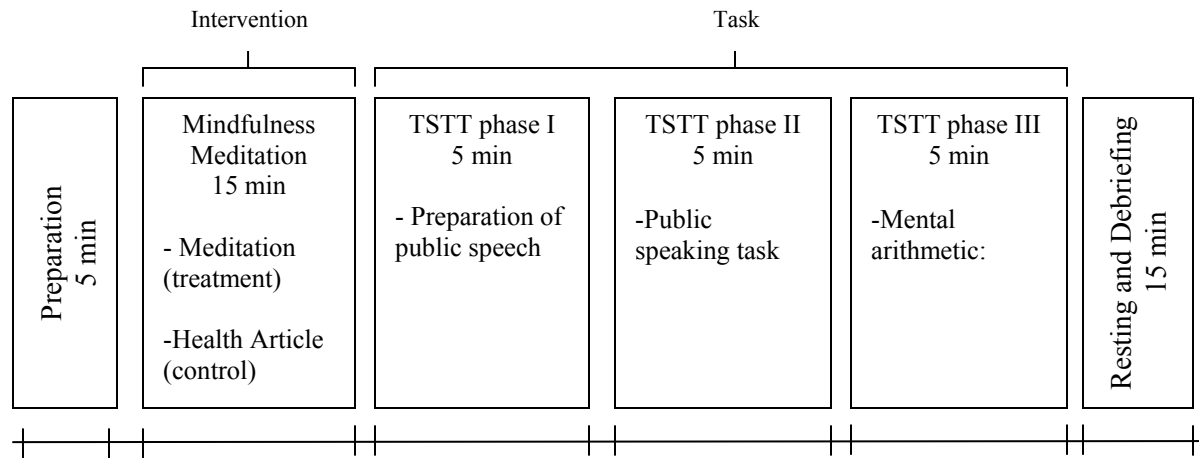 Intervention
Task
Preparation
5 min
Mindfulness
Meditation
15 min
- Meditation
(treatment)
-Health Article
(control)
TSTT phase I
5 min
- Preparation of
public speech
TSTT phase II
5 min
-Public
speaking task
TSTT phase III
5 min
-Mental
arithmetic:
Resting and Debriefing
15 min